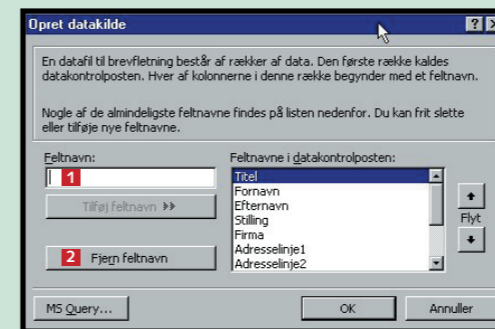 Opret datakilde
En datafil til brevfletning består af rækker af data. Den første række kaldes
datakontrolposten. Hver af kolonnerne i denne række begynder med et feltnavn.
Nogle af de almindeligste feltnavne findes på listen nedenfor. Du kan frit slette
eller tilføje nye feltnavne.
Feltnavn:
1
Tilføj feltnavn
2 Fjern feltnavn
Feltnavne i datakontrolposten:
Titel
Fornavn
Efternavn
Stilling
Firma
Adresselinje1
Adresselinje2
Flyt
MS Query...
OK
Annuller